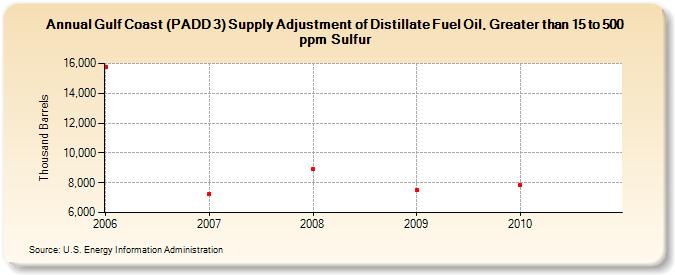 Annual Gulf Coast (PADD 3) Supply Adjustment of Distillate Fuel Oil, Greater than 15 to 500
ppm Sulfur
Thousand Barrels
16,000
14,000
12,000
10,000
8,000
6,000
2006 2007 2008 2009 2010
Source: U.S. Energy Information Administration